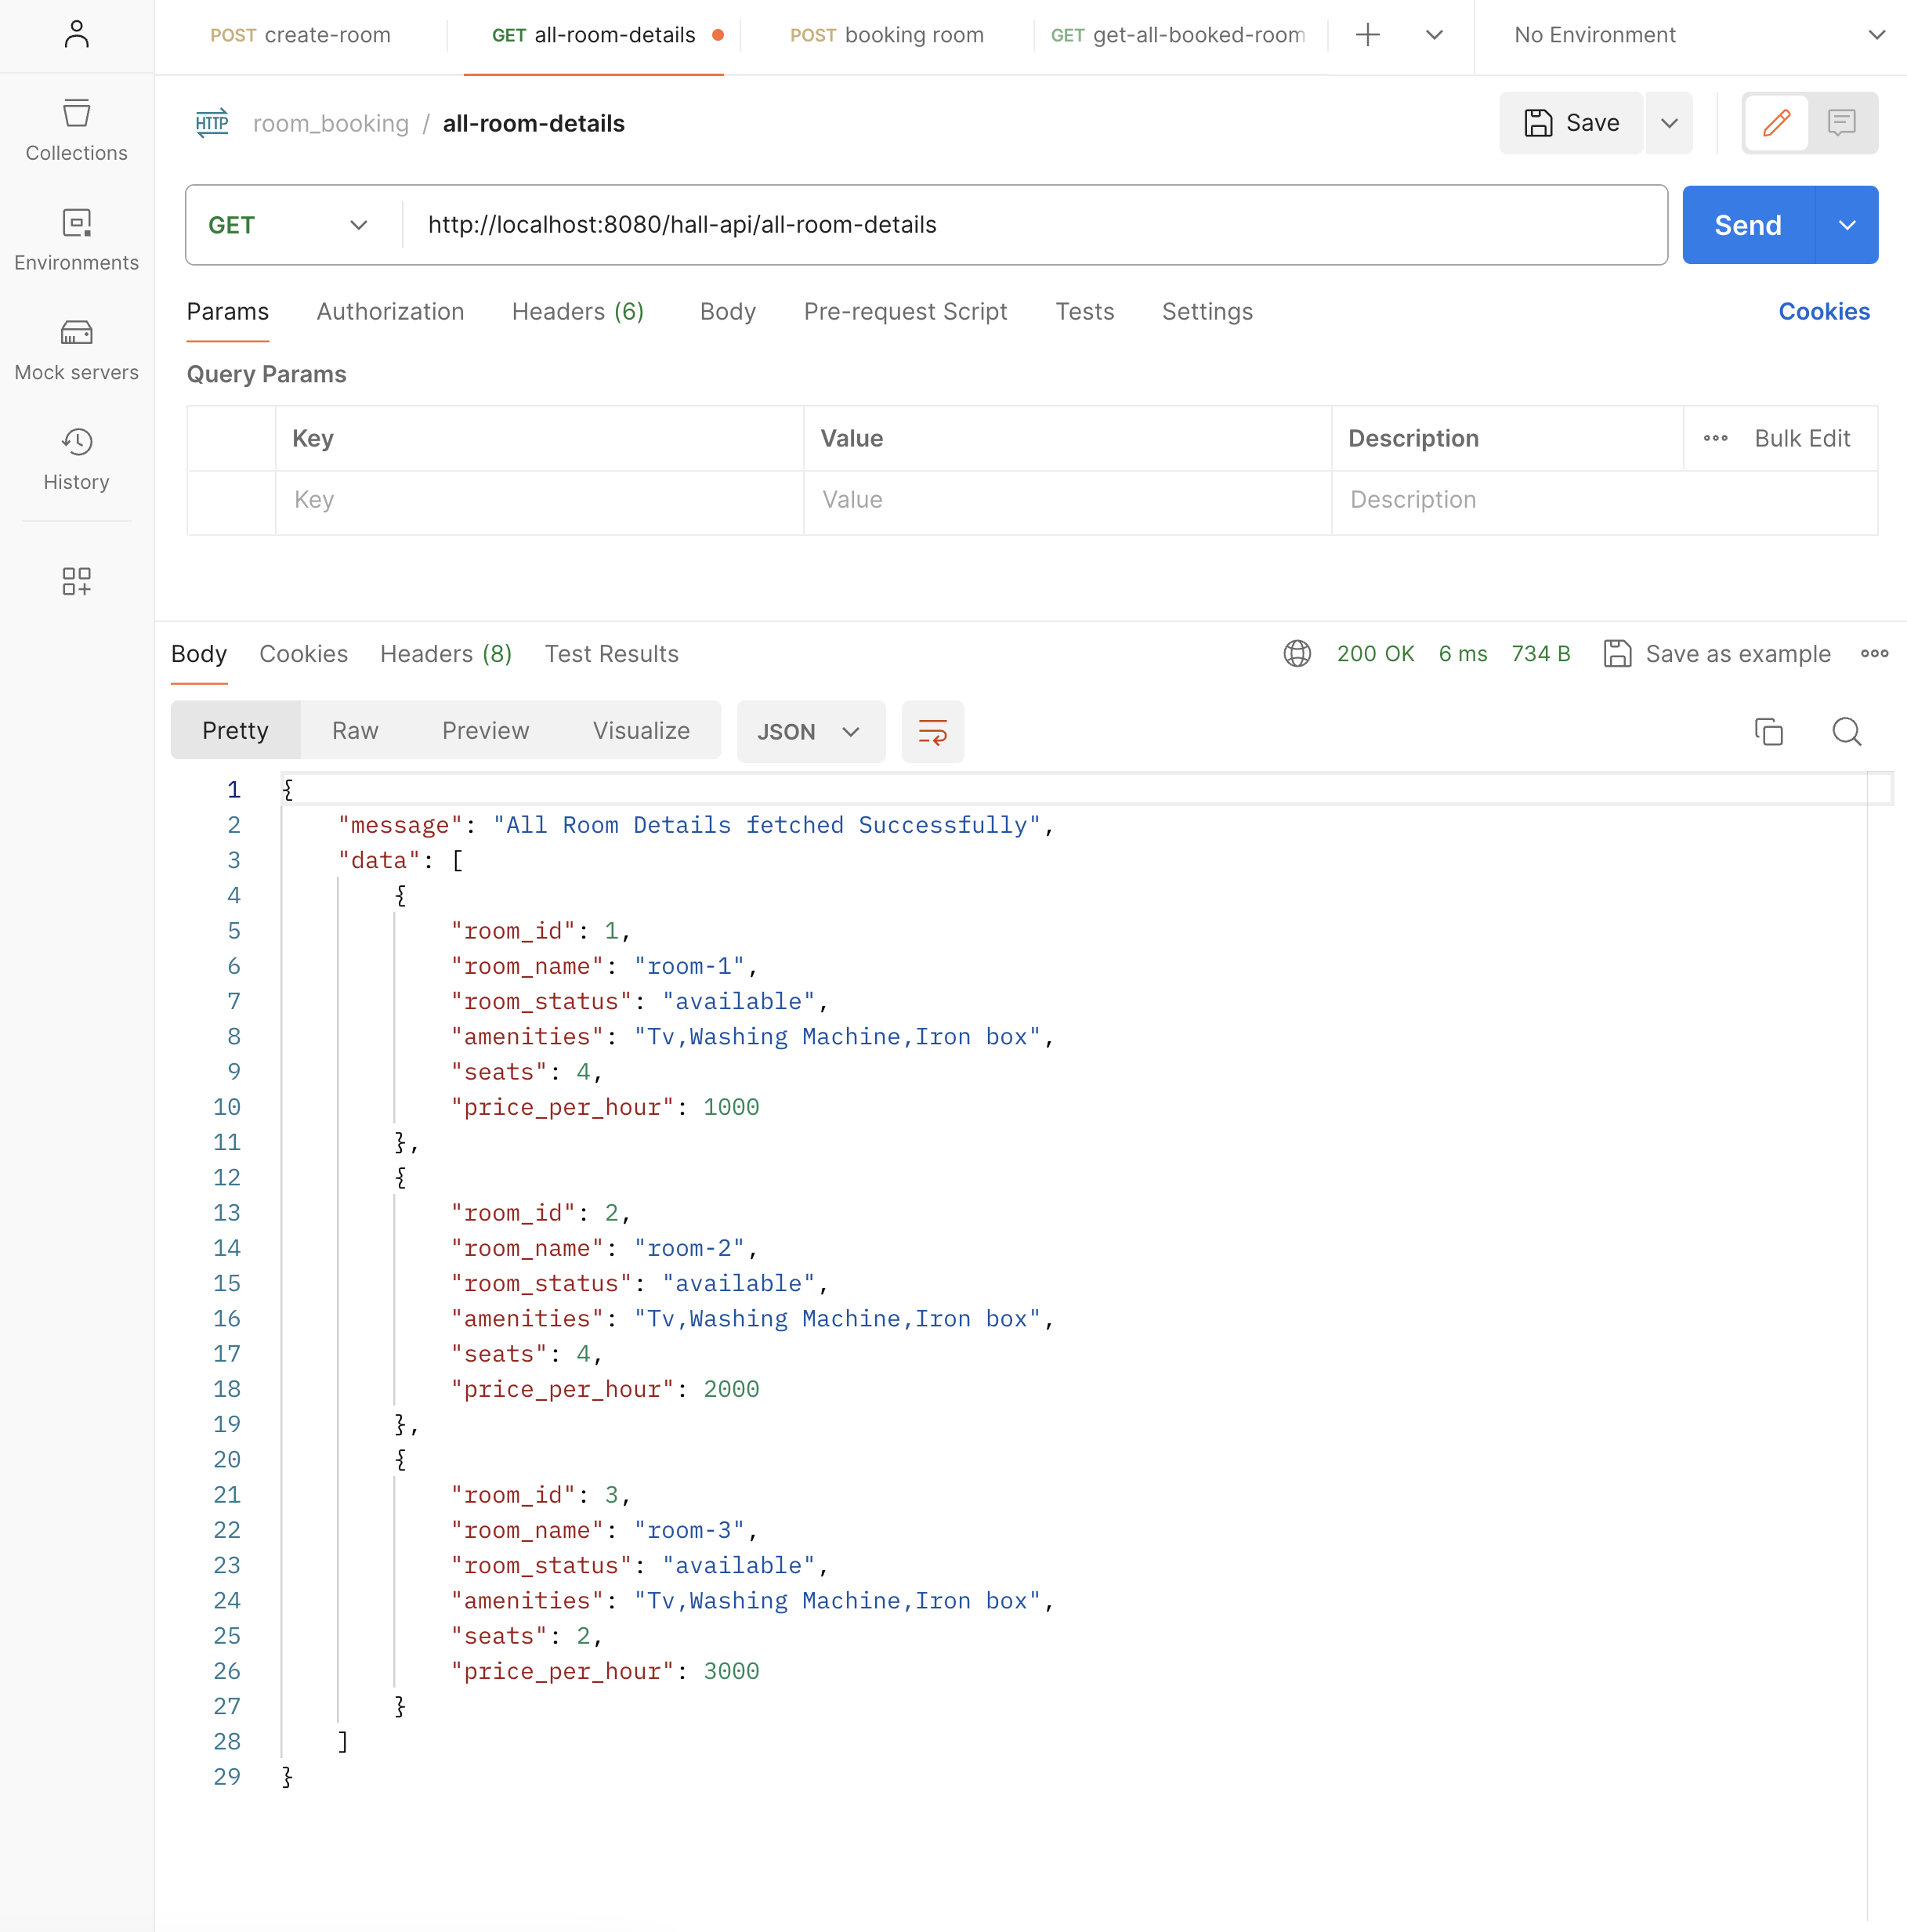 POST create-room GET all-room-details POST booking room GET get-all-booked-room No Environment
HTTP room_booking / all-room-details Save
Collections
Environments
Mock servers
History
GET http://localhost:8080/hall-api/all-room-details Send
Params Authorization Headers (6) Body Pre-request Script Tests Settings Cookies
Query Params
Key Value Description Bulk Edit
Key Value Description
Body Cookies Headers (8) Test Results 200 OK 6 ms 734 B Save as example
Pretty Raw Preview Visualize JSON
1 {
2 "message": "All Room Details fetched Successfully",
3 "data": [
4 {
5 "room_id": 1,
6 "room_name": "room-1",
7 "room_status": "available",
8 "amenities": "Tv,Washing Machine,Iron box",
9 "seats": 4,
10 "price_per_hour": 1000
11 },
12 {
13 "room_id": 2,
14 "room_name": "room-2",
15 "room_status": "available",
16 "amenities": "Tv,Washing Machine,Iron box",
17 "seats": 4,
18 "price_per_hour": 2000
19 },
20 {
21 "room_id": 3,
22 "room_name": "room-3",
23 "room_status": "available",
24 "amenities": "Tv,Washing Machine,Iron box",
25 "seats": 2,
26 "price_per_hour": 3000
27 }
28 ]
29 }